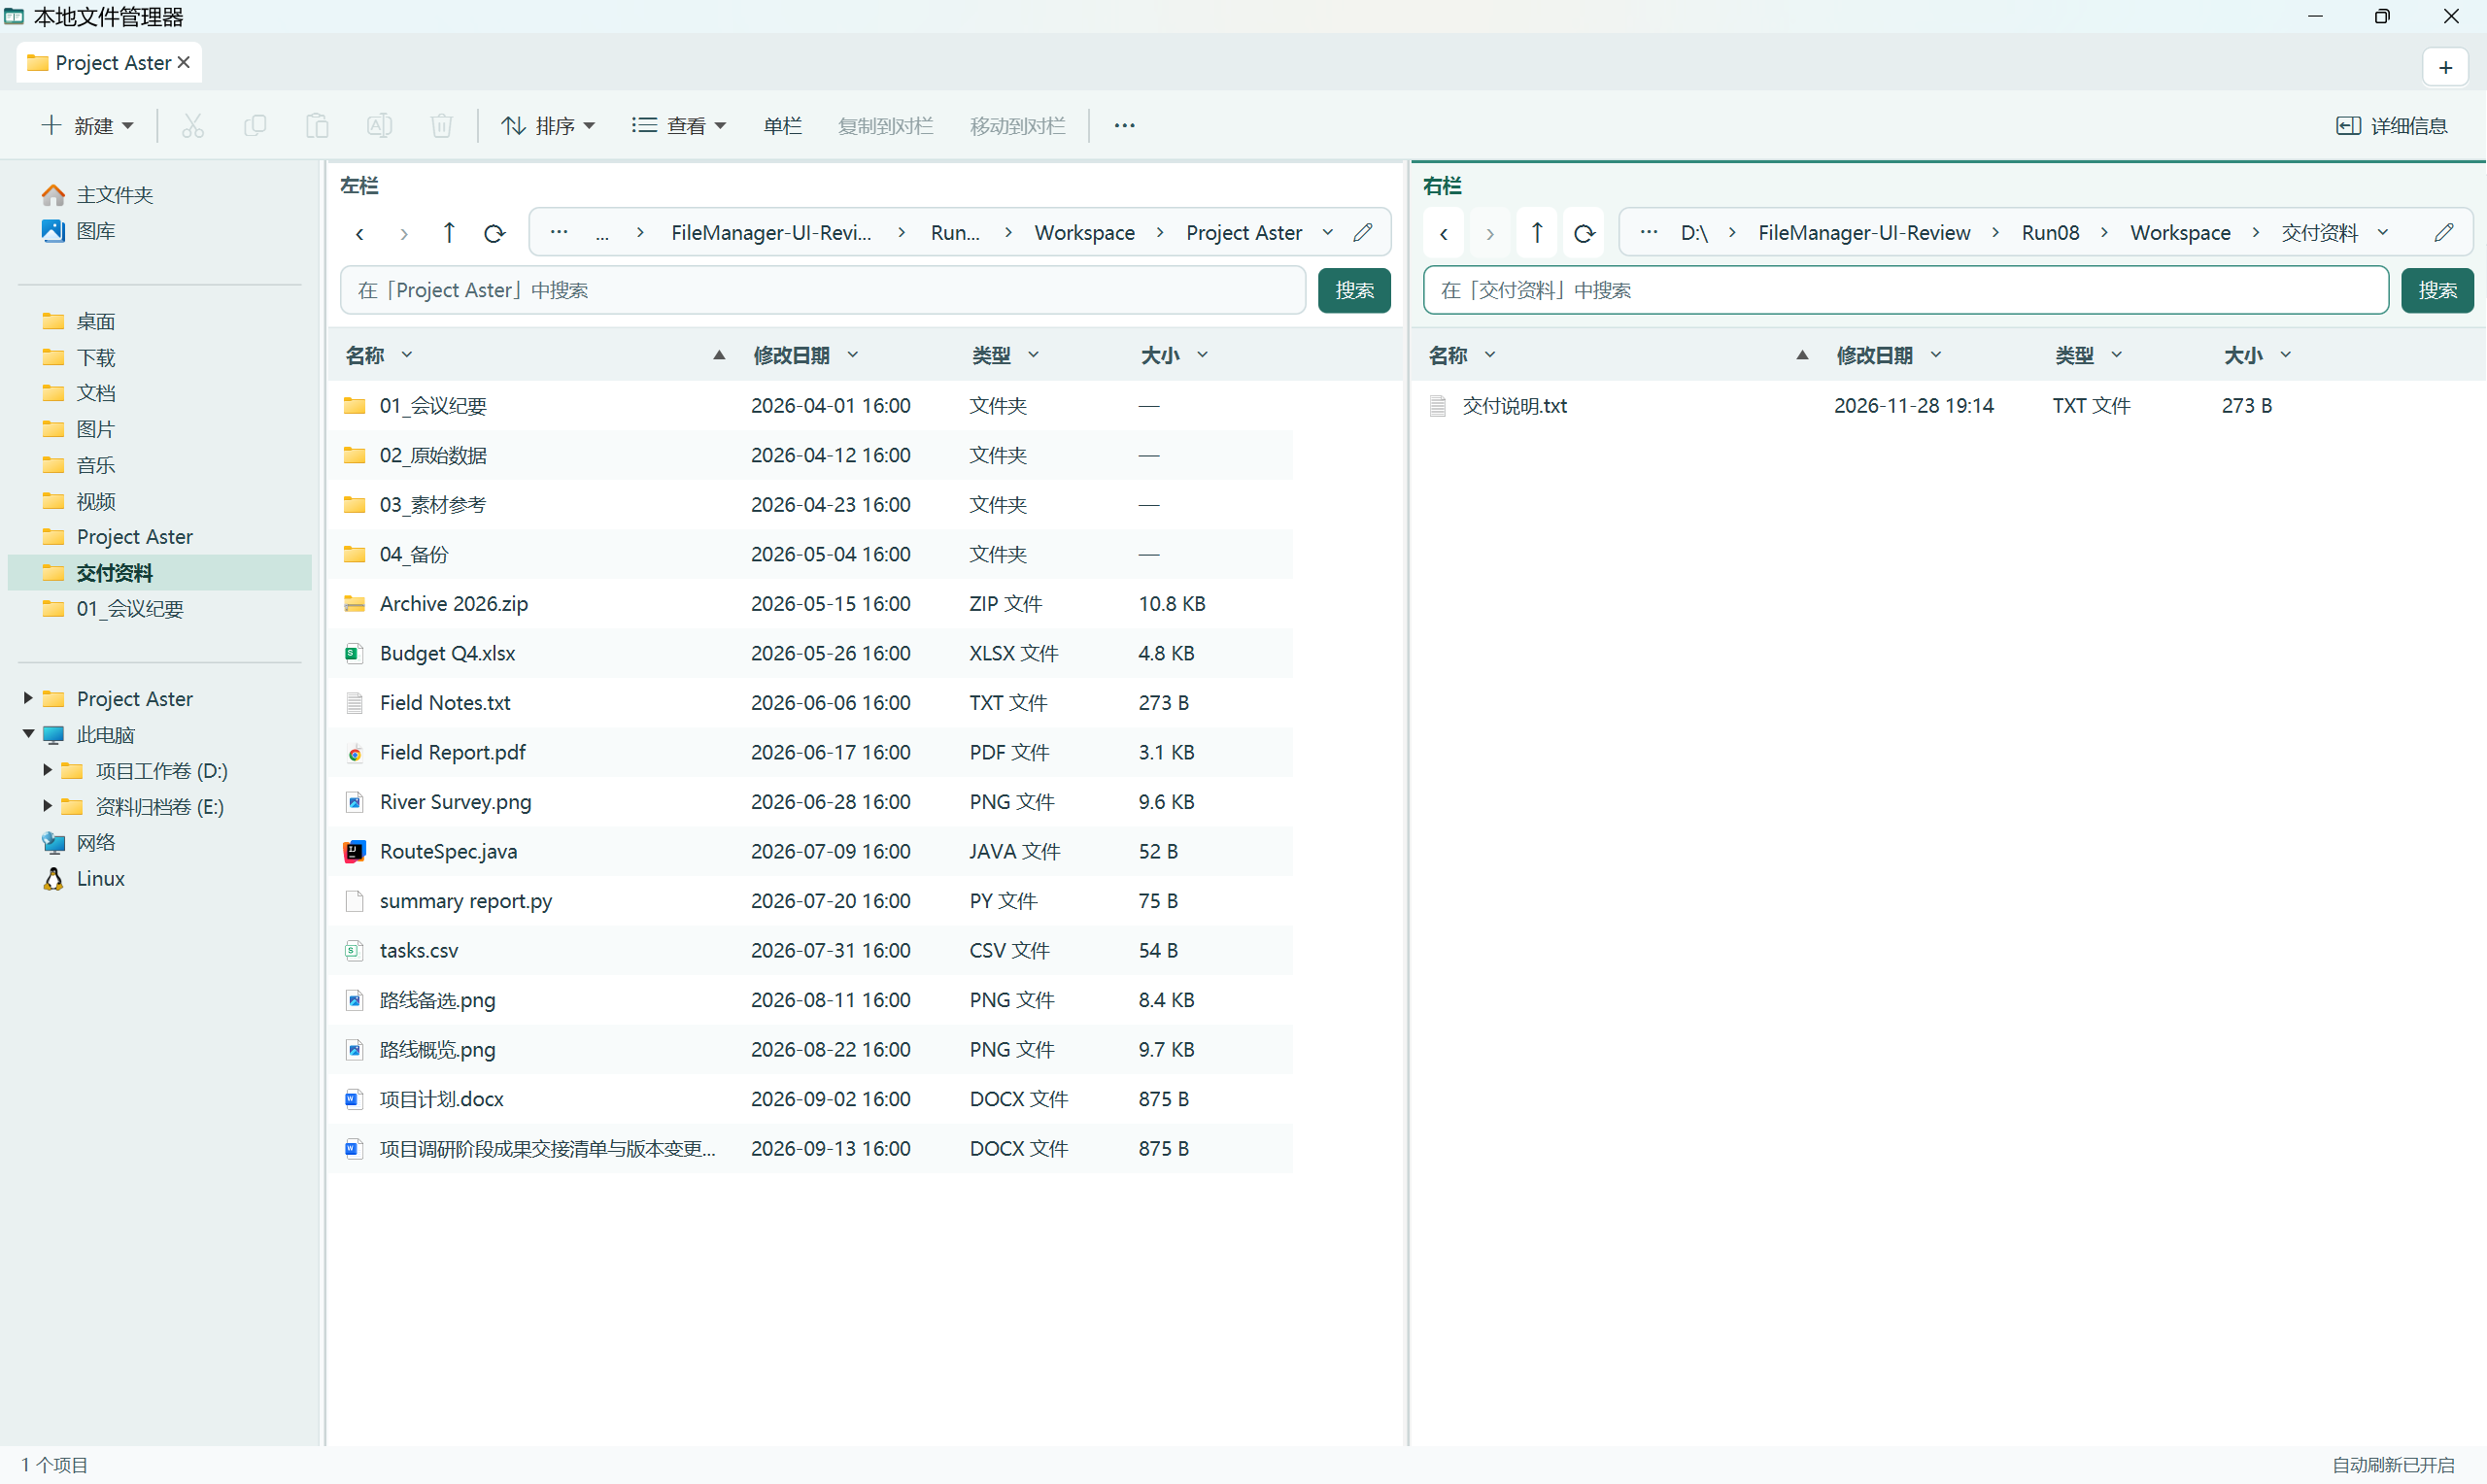 本地文件管理器
Project Aster
新建 排序 查看 单栏 复制到对栏 移动到对栏 ... 详细信息
主文件夹
图库
桌面
下载
文档
图片
音乐
视频
Project Aster
交付资料
01_会议纪要
Project Aster
此电脑
项目工作卷 (D:)
资料归档卷 (E:)
网络
Linux
左栏
... ... › FileManager-UI-Revi... › Run... › Workspace › Project Aster
在「Project Aster」中搜索 搜索
名称 修改日期 类型 大小
01_会议纪要 2026-04-01 16:00 文件夹 —
02_原始数据 2026-04-12 16:00 文件夹 —
03_素材参考 2026-04-23 16:00 文件夹 —
04_备份 2026-05-04 16:00 文件夹 —
Archive 2026.zip 2026-05-15 16:00 ZIP 文件 10.8 KB
Budget Q4.xlsx 2026-05-26 16:00 XLSX 文件 4.8 KB
Field Notes.txt 2026-06-06 16:00 TXT 文件 273 B
Field Report.pdf 2026-06-17 16:00 PDF 文件 3.1 KB
River Survey.png 2026-06-28 16:00 PNG 文件 9.6 KB
RouteSpec.java 2026-07-09 16:00 JAVA 文件 52 B
summary report.py 2026-07-20 16:00 PY 文件 75 B
tasks.csv 2026-07-31 16:00 CSV 文件 54 B
路线备选.png 2026-08-11 16:00 PNG 文件 8.4 KB
路线概览.png 2026-08-22 16:00 PNG 文件 9.7 KB
项目计划.docx 2026-09-02 16:00 DOCX 文件 875 B
项目调研阶段成果交接清单与版本变更... 2026-09-13 16:00 DOCX 文件 875 B
右栏
... D:\ › FileManager-UI-Review › Run08 › Workspace › 交付资料
在「交付资料」中搜索 搜索
名称 修改日期 类型 大小
交付说明.txt 2026-11-28 19:14 TXT 文件 273 B
1 个项目
自动刷新已开启